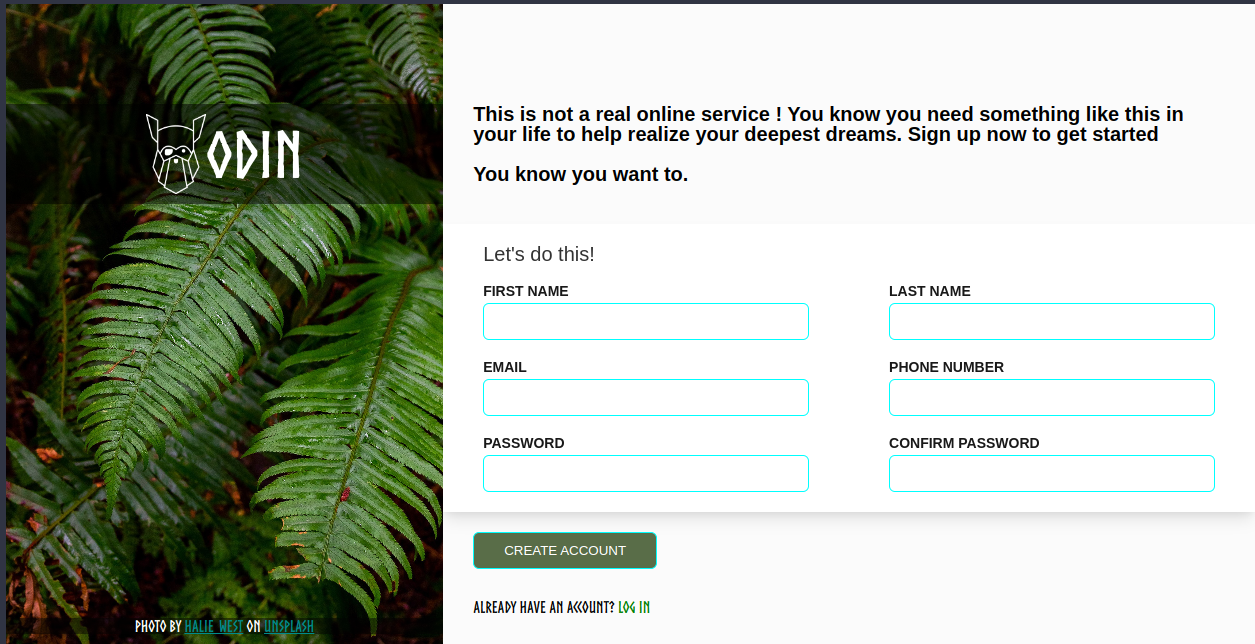 ODIN
This is not a real online service ! You know you need something like this in
your life to help realize your deepest dreams. Sign up now to get started
You know you want to.
Let's do this!
FIRST NAME
LAST NAME
EMAIL
PHONE NUMBER
PASSWORD
CONFIRM PASSWORD
CREATE ACCOUNT
ALREADY HAVE AN ACCOUNT? LOG IN
PHOTO BY HALIE WEST ON UNSPLASH